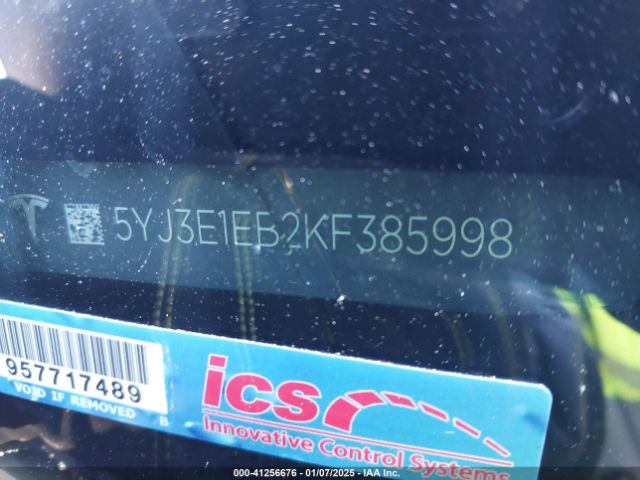 5YJ3E1EB2KF385998
957717489
VOID IF REMOVED B
ics
Innovative Control Systems
000-41256676 | 01/07/2025 | IAA Inc.